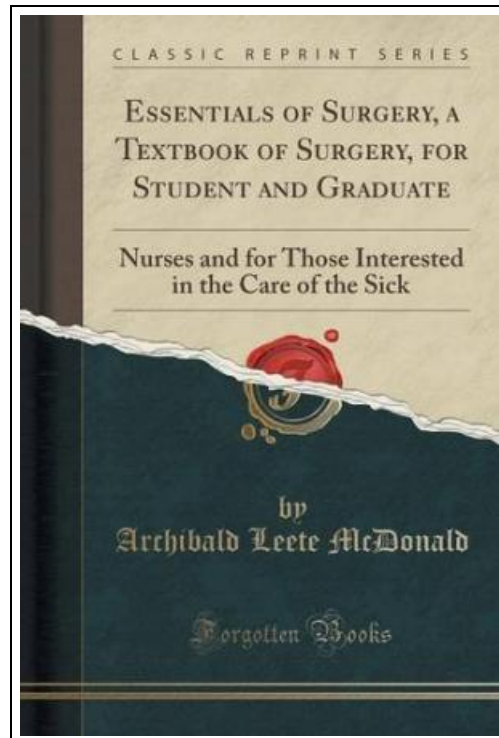 CLASSIC REPRINT SERIES
ESSENTIALS OF SURGERY, A
TEXTBOOK OF SURGERY, FOR
STUDENT AND GRADUATE
Nurses and for Those Interested
in the Care of the Sick
F
by
Archibald Leete McDonald
Forgotten Books